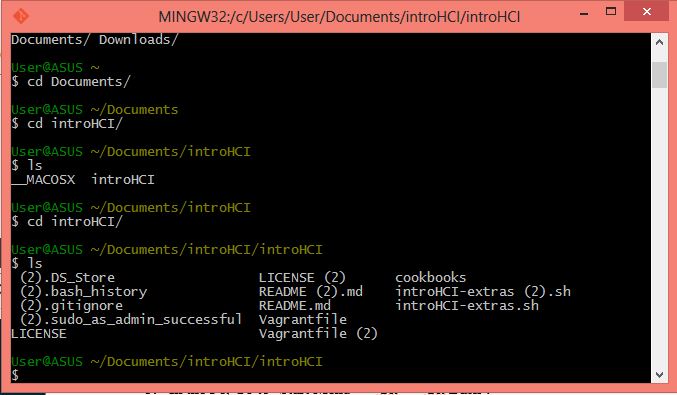 MINGW32:/c/Users/User/Documents/introHCI/introHCI
Documents/ Downloads/
User@ASUS ~
$ cd Documents/
User@ASUS ~/Documents
$ cd introHCI/
User@ASUS ~/Documents/introHCI
$ ls
__MACOSX  introHCI
User@ASUS ~/Documents/introHCI
$ cd introHCI/
User@ASUS ~/Documents/introHCI/introHCI
$ ls
 (2).DS_Store                LICENSE (2)      cookbooks
 (2).bash_history            README (2).md    introHCI-extras (2).sh
 (2).gitignore               README.md        introHCI-extras.sh
 (2).sudo_as_admin_successful  Vagrantfile
LICENSE                      Vagrantfile (2)
User@ASUS ~/Documents/introHCI/introHCI
$